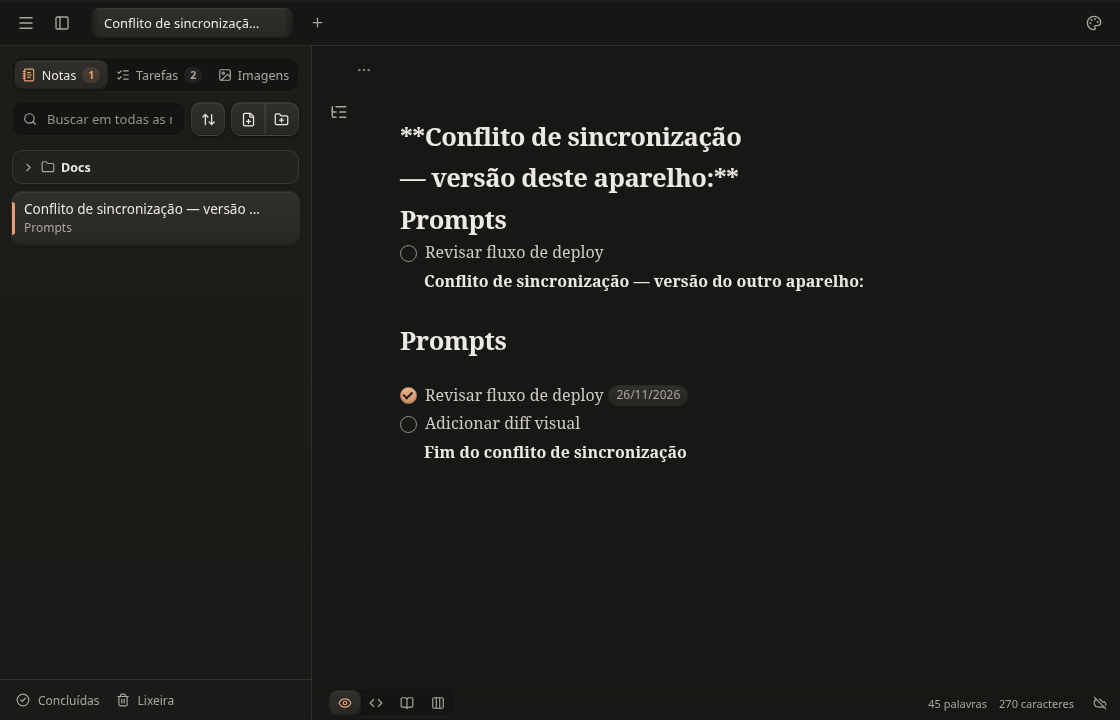 Conflito de sincronizaçã...
Notas 1 Tarefas 2 Imagens
Buscar em todas as
Docs
Conflito de sincronização — versão ...
Prompts
**Conflito de sincronização
— versão deste aparelho:**
Prompts
Revisar fluxo de deploy
Conflito de sincronização — versão do outro aparelho:
Prompts
Revisar fluxo de deploy 26/11/2026
Adicionar diff visual
Fim do conflito de sincronização
Concluídas Lixeira
45 palavras 270 caracteres